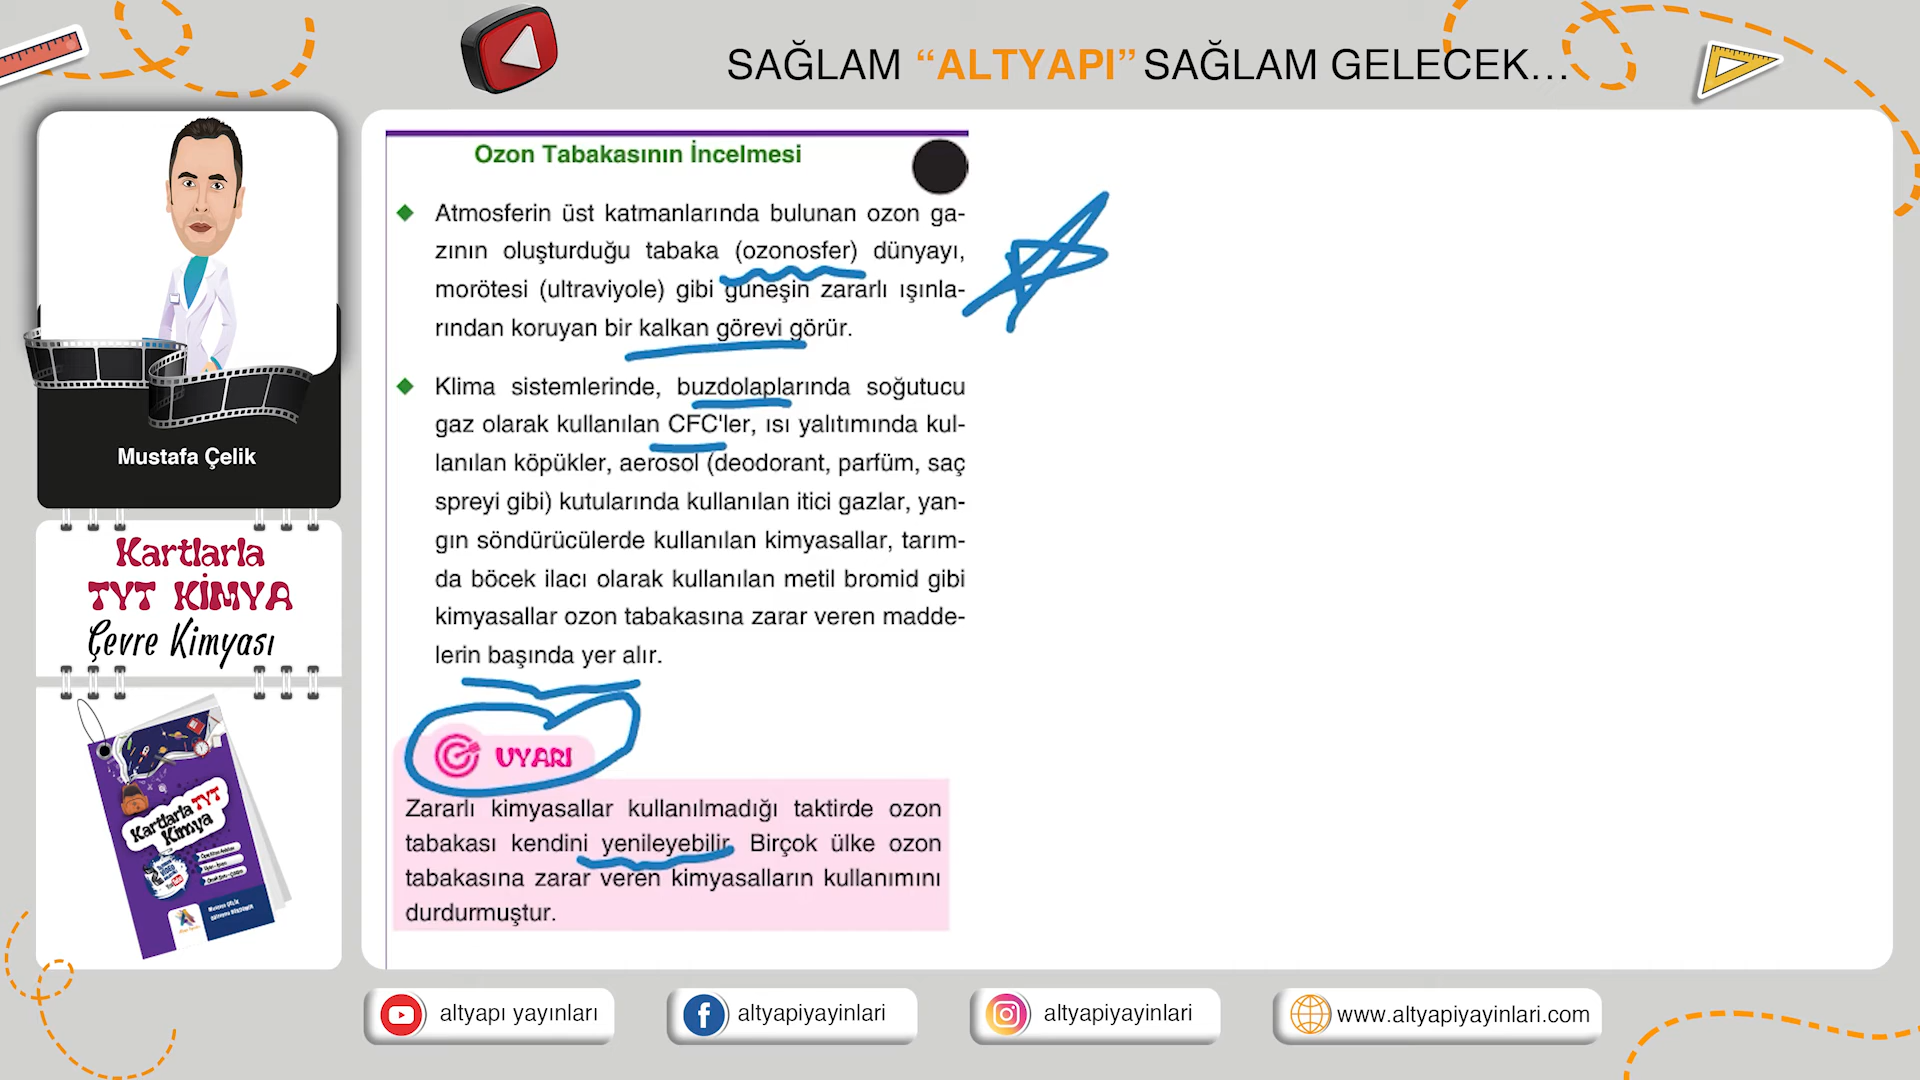 SAĞLAM “ALTYAPI” SAĞLAM GELECEK...
Mustafa Çelik
Kartlarla
TYT KİMYA
Çevre Kimyası
Kartlarla TYT
Kimya
Ozon Tabakasının İncelmesi
Atmosferin üst katmanlarında bulunan ozon ga-
zının oluşturduğu tabaka (ozonosfer) dünyayı,
morötesi (ultraviyole) gibi güneşin zararlı ışınla-
rından koruyan bir kalkan görevi görür.
Klima sistemlerinde, buzdolaplarında soğutucu
gaz olarak kullanılan CFC'ler, ısı yalıtımında kul-
lanılan köpükler, aerosol (deodorant, parfüm, saç
spreyi gibi) kutularında kullanılan itici gazlar, yan-
gın söndürücülerde kullanılan kimyasallar, tarım-
da böcek ilacı olarak kullanılan metil bromid gibi
kimyasallar ozon tabakasına zarar veren madde-
lerin başında yer alır.
UYARI
Zararlı kimyasallar kullanılmadığı taktirde ozon
tabakası kendini yenileyebilir. Birçok ülke ozon
tabakasına zarar veren kimyasalların kullanımını
durdurmuştur.
altyapı yayınları
altyapiyayinlari
altyapiyayinlari
www.altyapiyayinlari.com